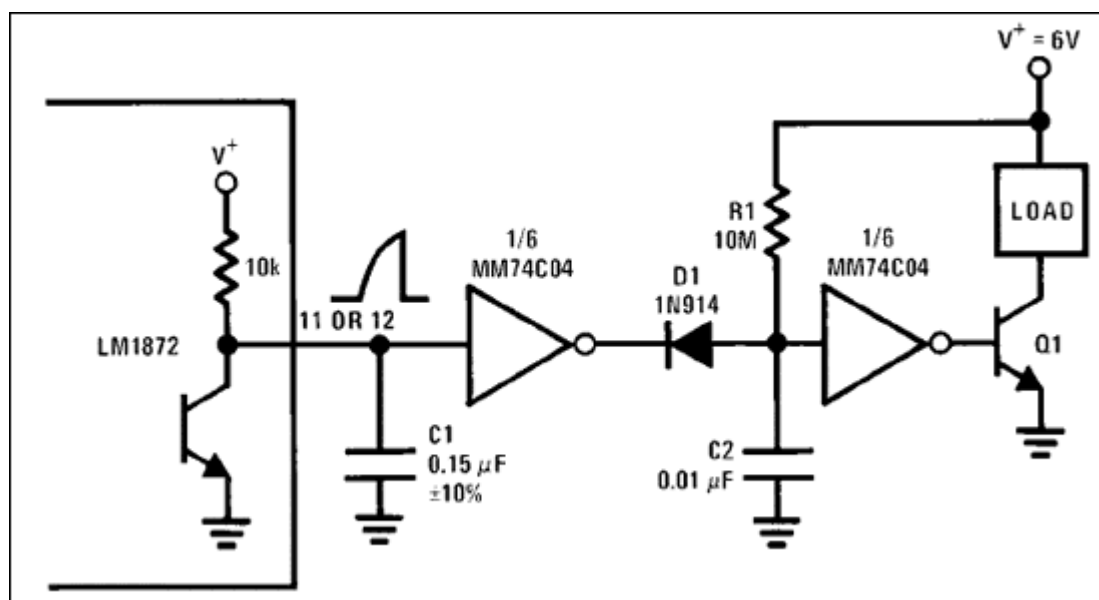 V+ = 6V
V+
10k
LM1872
11 OR 12
C1
0.15 μF
±10%
1/6
MM74C04
D1
1N914
R1
10M
C2
0.01 μF
1/6
MM74C04
LOAD
Q1